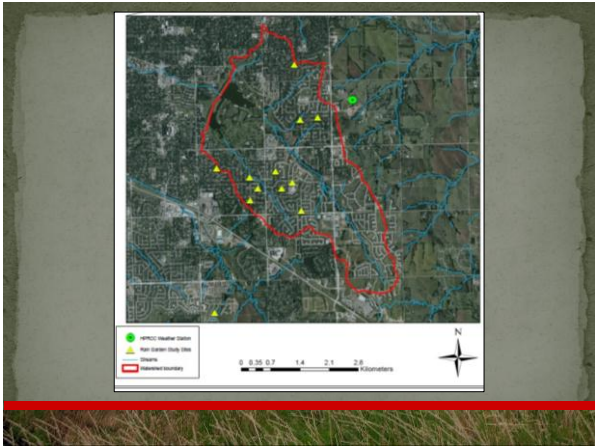 N
HPRCC Weather Station
Rain Garden Study Sites
Streams
Watershed boundary
0 0.35 0.7 1.4 2.1 2.8
Kilometers